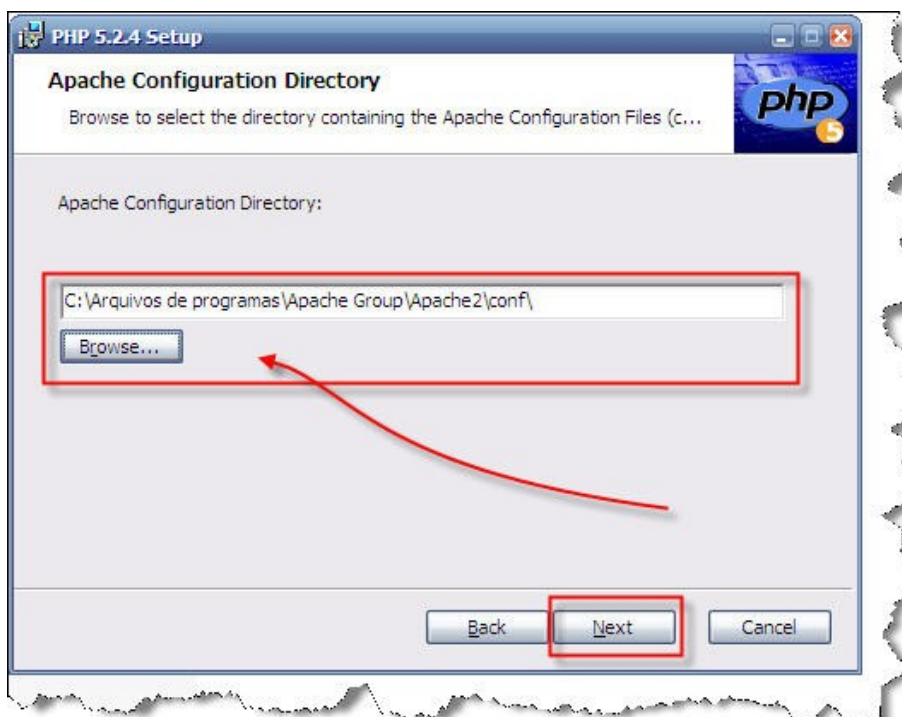 PHP 5.2.4 Setup
Apache Configuration Directory
Browse to select the directory containing the Apache Configuration Files (c...
php
5
Apache Configuration Directory:
C:\Arquivos de programas\Apache Group\Apache2\conf\
Browse...
Back Next Cancel